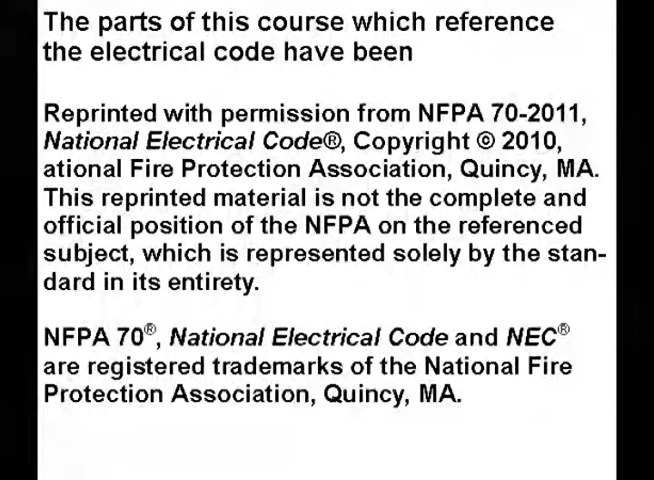 The parts of this course which reference
the electrical code have been
Reprinted with permission from NFPA 70-2011,
National Electrical Code®, Copyright © 2010,
ational Fire Protection Association, Quincy, MA.
This reprinted material is not the complete and
official position of the NFPA on the referenced
subject, which is represented solely by the stan-
dard in its entirety.
NFPA 70®, National Electrical Code and NEC®
are registered trademarks of the National Fire
Protection Association, Quincy, MA.